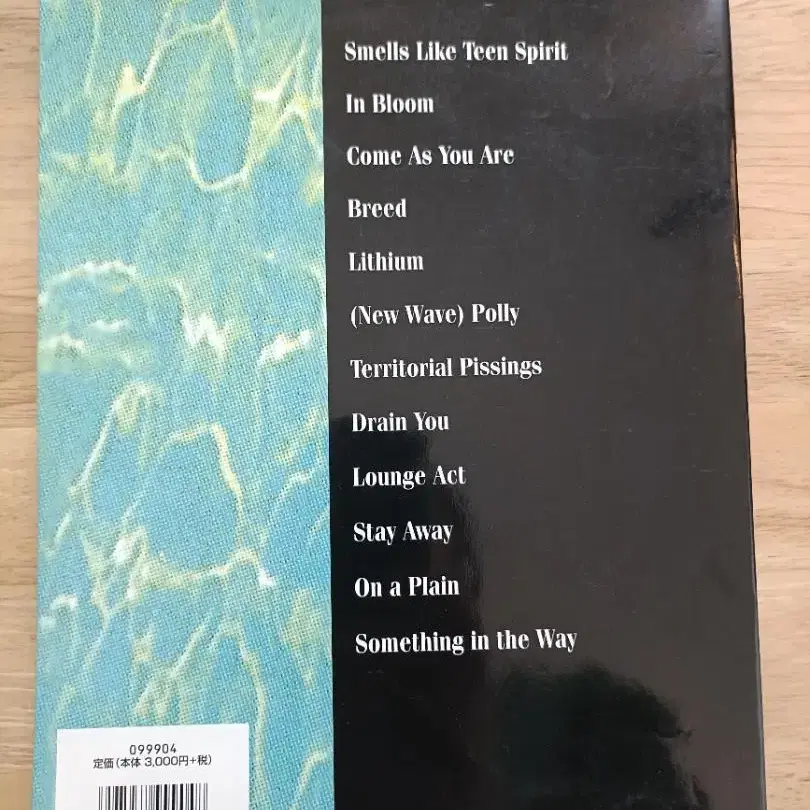 Smells Like Teen Spirit
In Bloom
Come As You Are
Breed
Lithium
(New Wave) Polly
Territorial Pissings
Drain You
Lounge Act
Stay Away
On a Plain
Something in the Way
099904
定価(本体 3,000円+税)